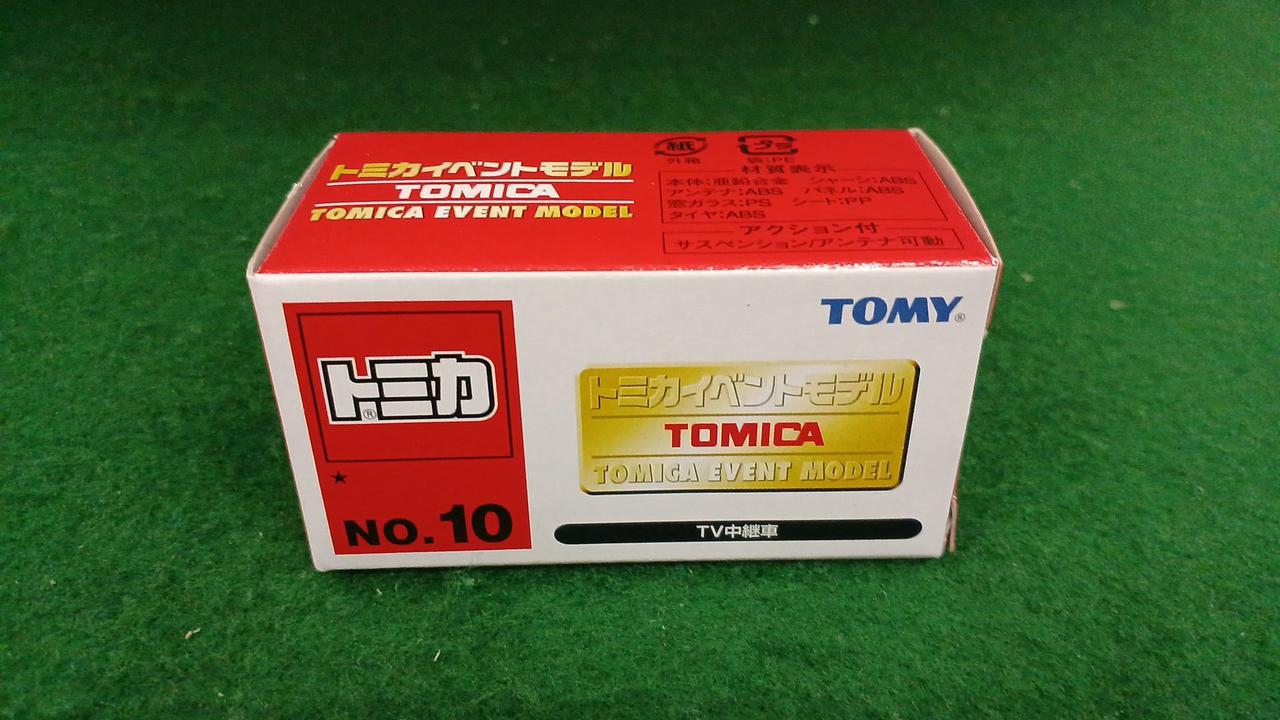 トミカイベントモデル
TOMICA
TOMICA EVENT MODEL
紙
外箱
プラ
袋:PE
材質表示
本体:亜鉛合金 シャーシ:ABS
アンテナ:ABS パネル:ABS
窓ガラス:PS シート:PP
タイヤ:ABS
アクション付
サスペンション/アンテナ可動
TOMY®
トミカ®
★
NO.10
トミカイベントモデル
TOMICA
TOMICA EVENT MODEL
TV中継車